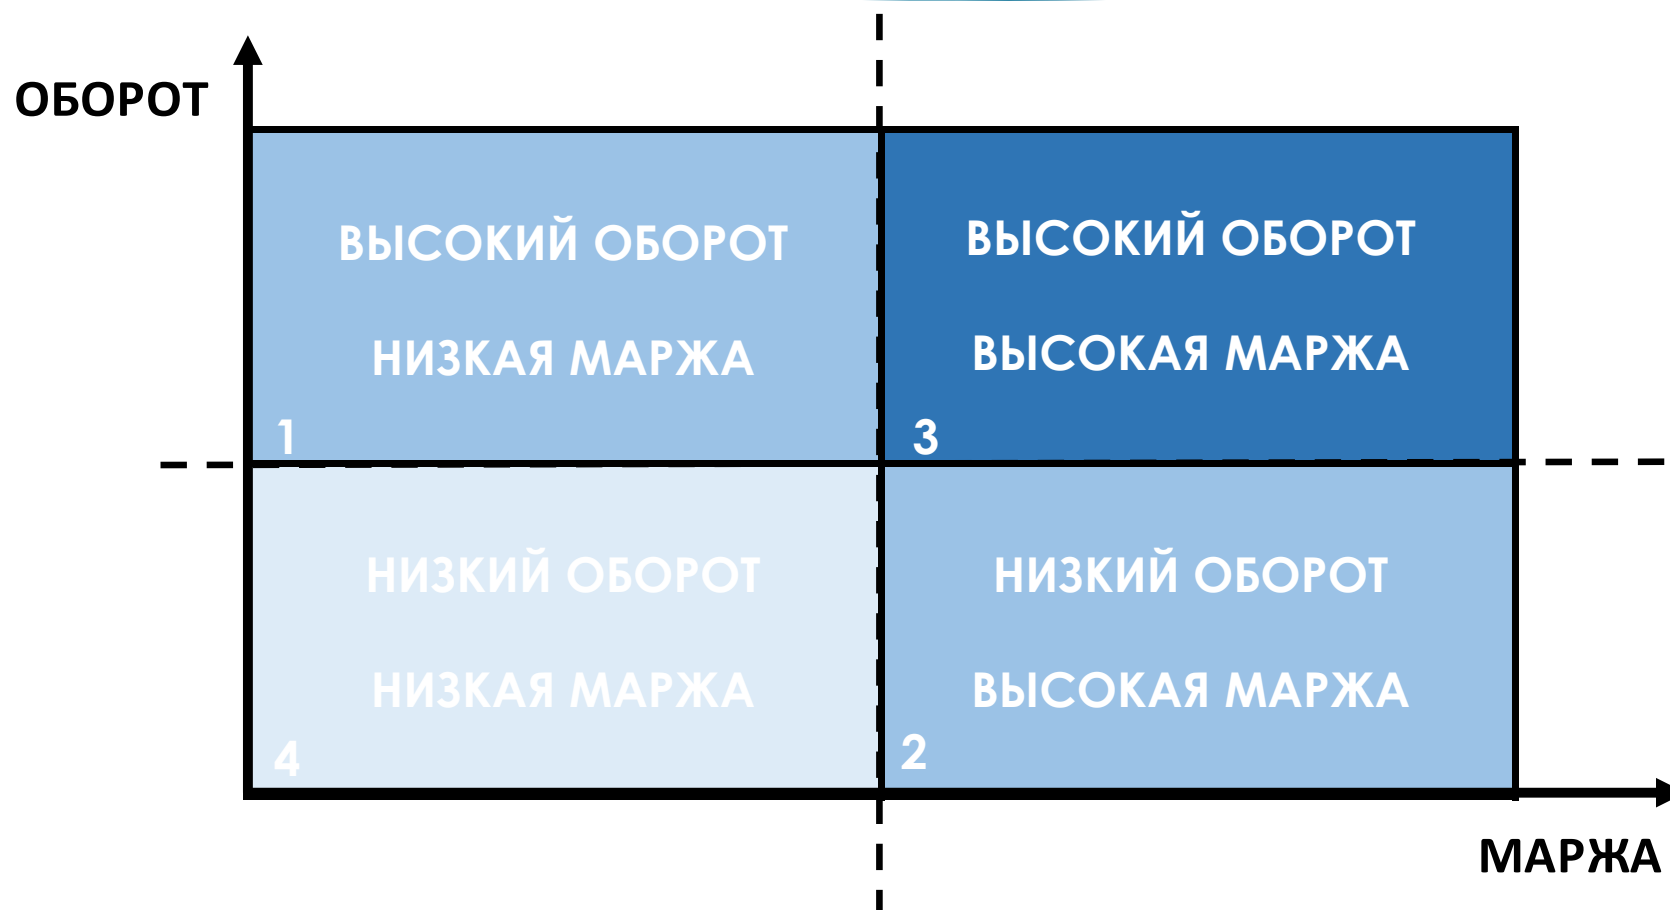 ОБОРОТ
ВЫСОКИЙ ОБОРОТ
НИЗКАЯ МАРЖА
1
ВЫСОКИЙ ОБОРОТ
ВЫСОКАЯ МАРЖА
3
НИЗКИЙ ОБОРОТ
НИЗКАЯ МАРЖА
4
НИЗКИЙ ОБОРОТ
ВЫСОКАЯ МАРЖА
2
МАРЖА